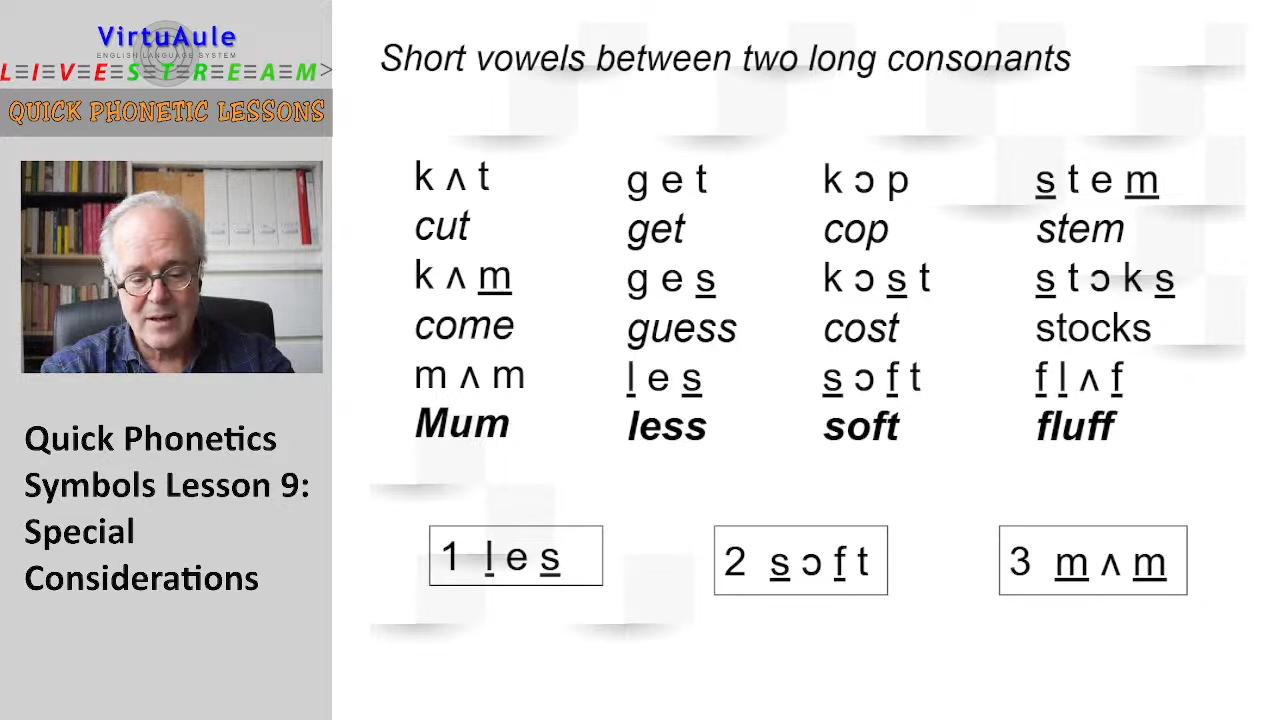 VirtuAule
ENGLISH LANGUAGE SYSTEM
L≡I≡V≡E≡S≡T≡R≡E≡A≡M>
QUICK PHONETIC LESSONS
Quick Phonetics
Symbols Lesson 9:
Special
Considerations
Short vowels between two long consonants
k ʌ t g e t k ɔ p s t e m
cut get cop stem
k ʌ m g e s k ɔ s t s t ɔ k s
come guess cost stocks
m ʌ m l e s s ɔ f t f l ʌ f
Mum less soft fluff
1 l e s 2 s ɔ f t 3 m ʌ m